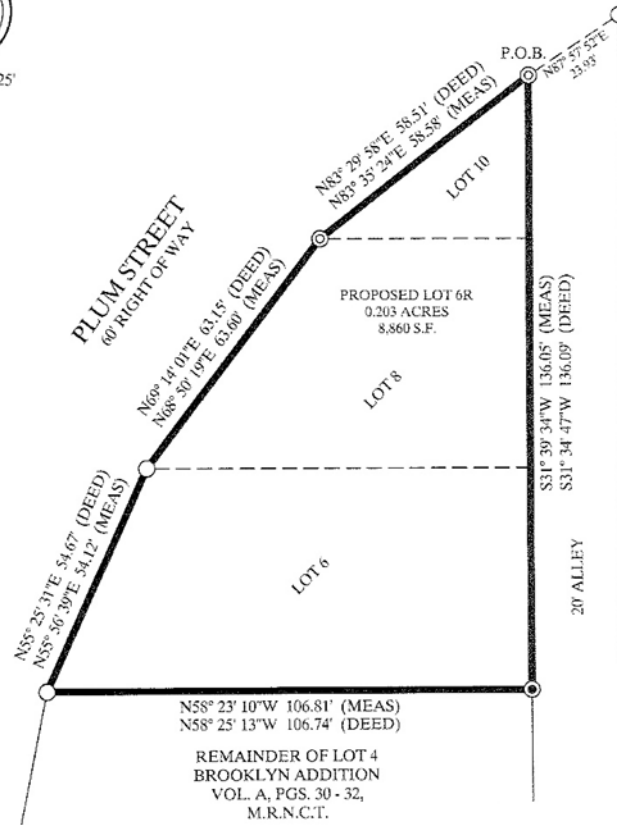 25'
P.O.B.
N87° 57' 52"E
23.93'
N83° 29' 58"E 58.51' (DEED)
N83° 35' 24"E 58.58' (MEAS)
LOT 10
PLUM STREET
60' RIGHT OF WAY
N69° 14' 01"E 63.15' (DEED)
N68° 50' 19"E 63.60' (MEAS)
PROPOSED LOT 6R
0.203 ACRES
8,860 S.F.
LOT 8
S31° 39' 34"W 136.05' (MEAS)
S31° 34' 47"W 136.09' (DEED)
N55° 25' 31"E 54.67' (DEED)
N55° 56' 39"E 54.12' (MEAS)
LOT 6
20' ALLEY
N58° 23' 10"W 106.81' (MEAS)
N58° 25' 13"W 106.74' (DEED)
REMAINDER OF LOT 4
BROOKLYN ADDITION
VOL. A, PGS. 30 - 32,
M.R.N.C.T.